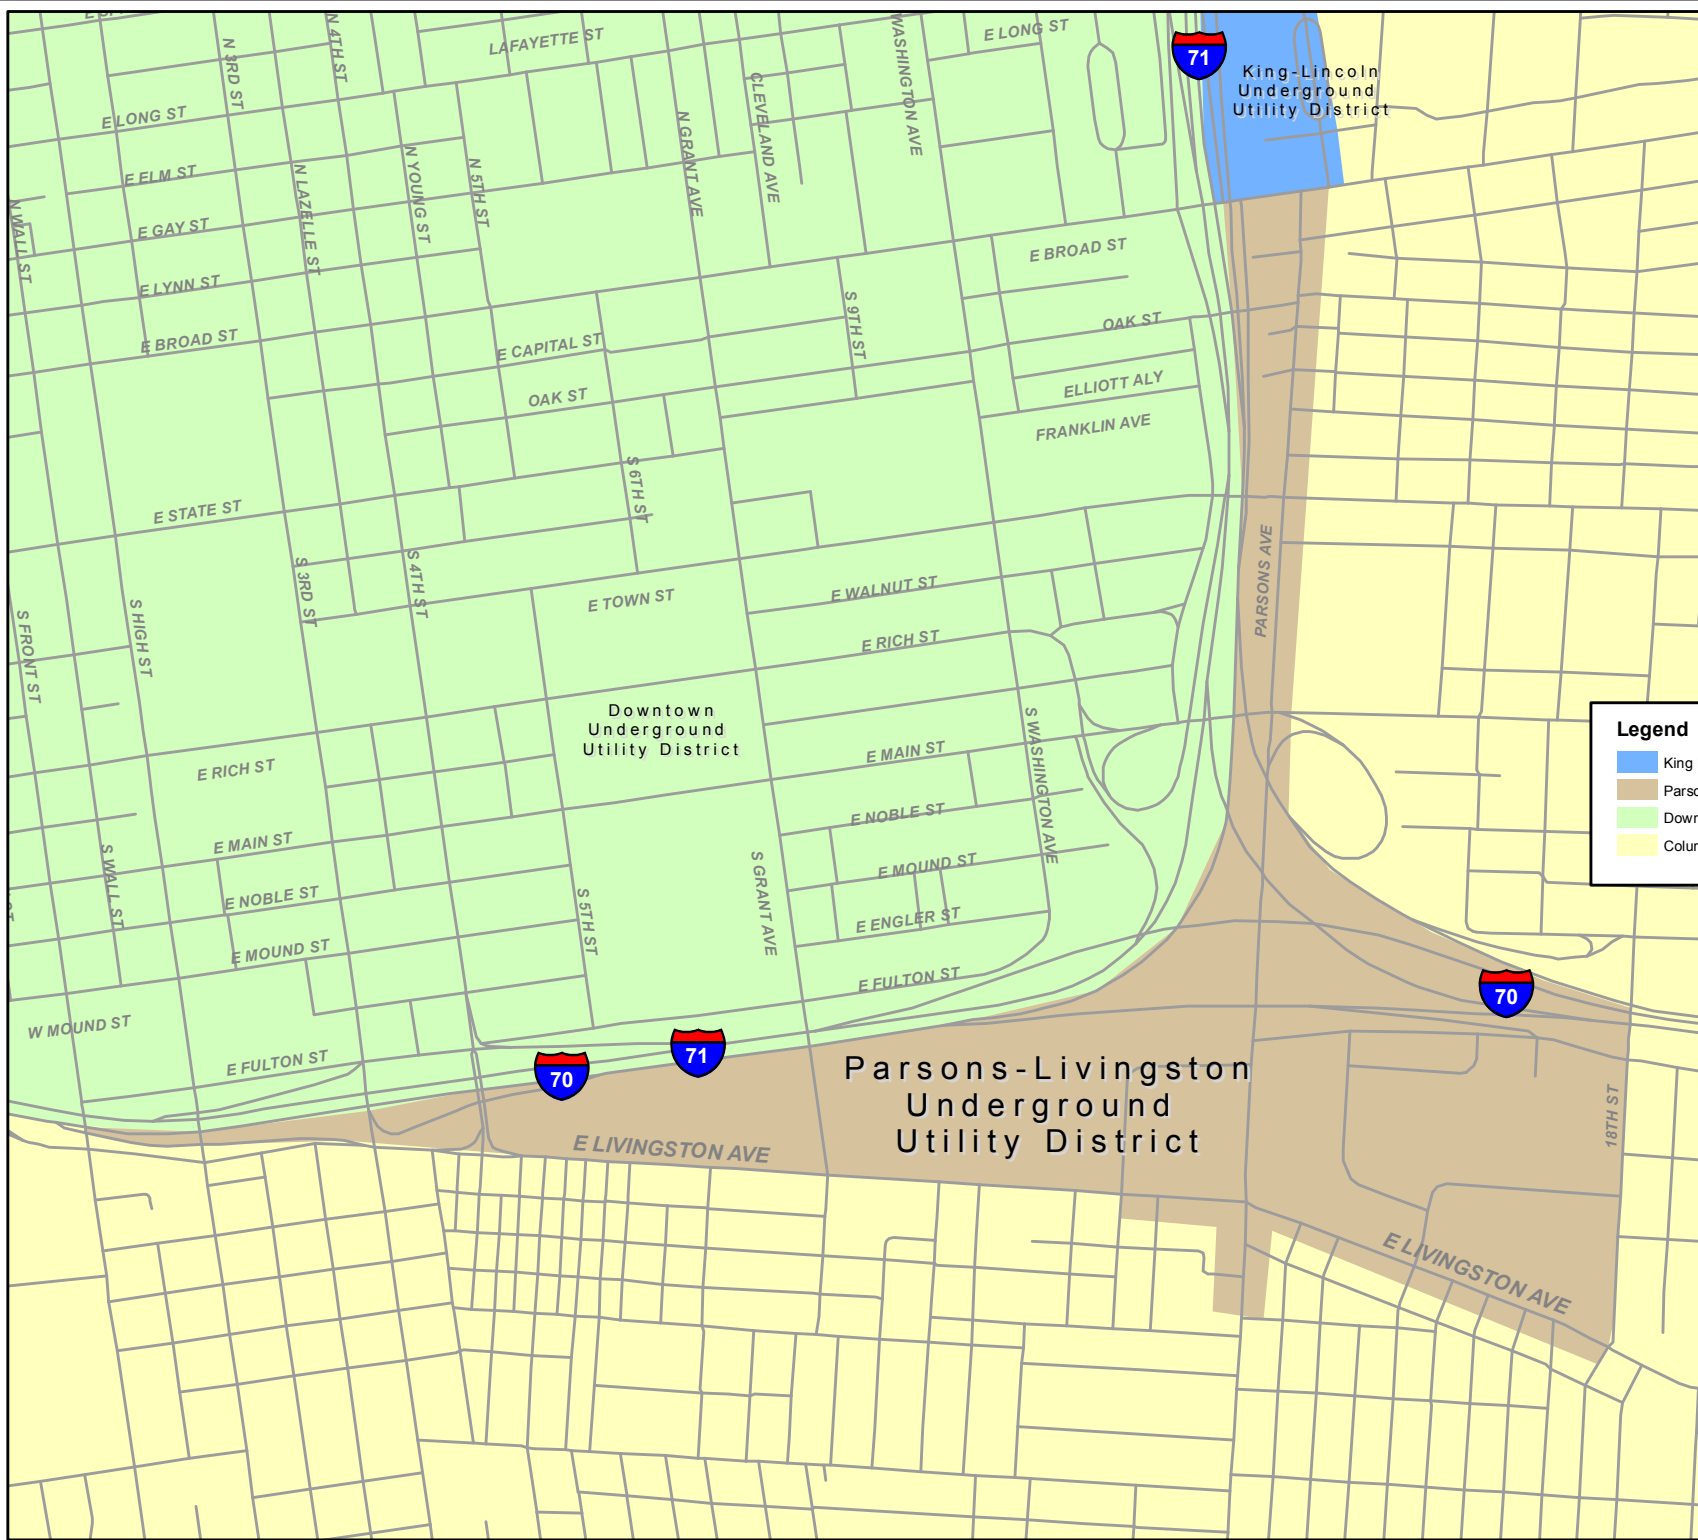 LAFAYETTE ST
E LONG ST
N 4TH ST
N 3RD ST
WASHINGTON AVE
71
King-Lincoln
Underground
Utility District
CLEVELAND AVE
E LONG ST
N GRANT AVE
E ELM ST
N LAZELLE ST
N YOUNG ST
N 5TH ST
N WALL ST
E GAY ST
E BROAD ST
E LYNN ST
S 9TH ST
OAK ST
E BROAD ST
E CAPITAL ST
ELLIOTT ALY
OAK ST
FRANKLIN AVE
S 6TH ST
E STATE ST
PARSONS AVE
S 3RD ST
S 4TH ST
E WALNUT ST
E TOWN ST
S HIGH ST
S FRONT ST
E RICH ST
Downtown
Underground
Utility District
S WASHINGTON AVE
Legend
King
Parso
Down
Colum
E MAIN ST
E RICH ST
E NOBLE ST
E MAIN ST
E MOUND ST
S WALL ST
S GRANT AVE
E NOBLE ST
S 5TH ST
E ENGLER ST
E MOUND ST
E FULTON ST
70
W MOUND ST
71
E FULTON ST
70
Parsons-Livingston
Underground
Utility District
18TH ST
E LIVINGSTON AVE
E LIVINGSTON AVE